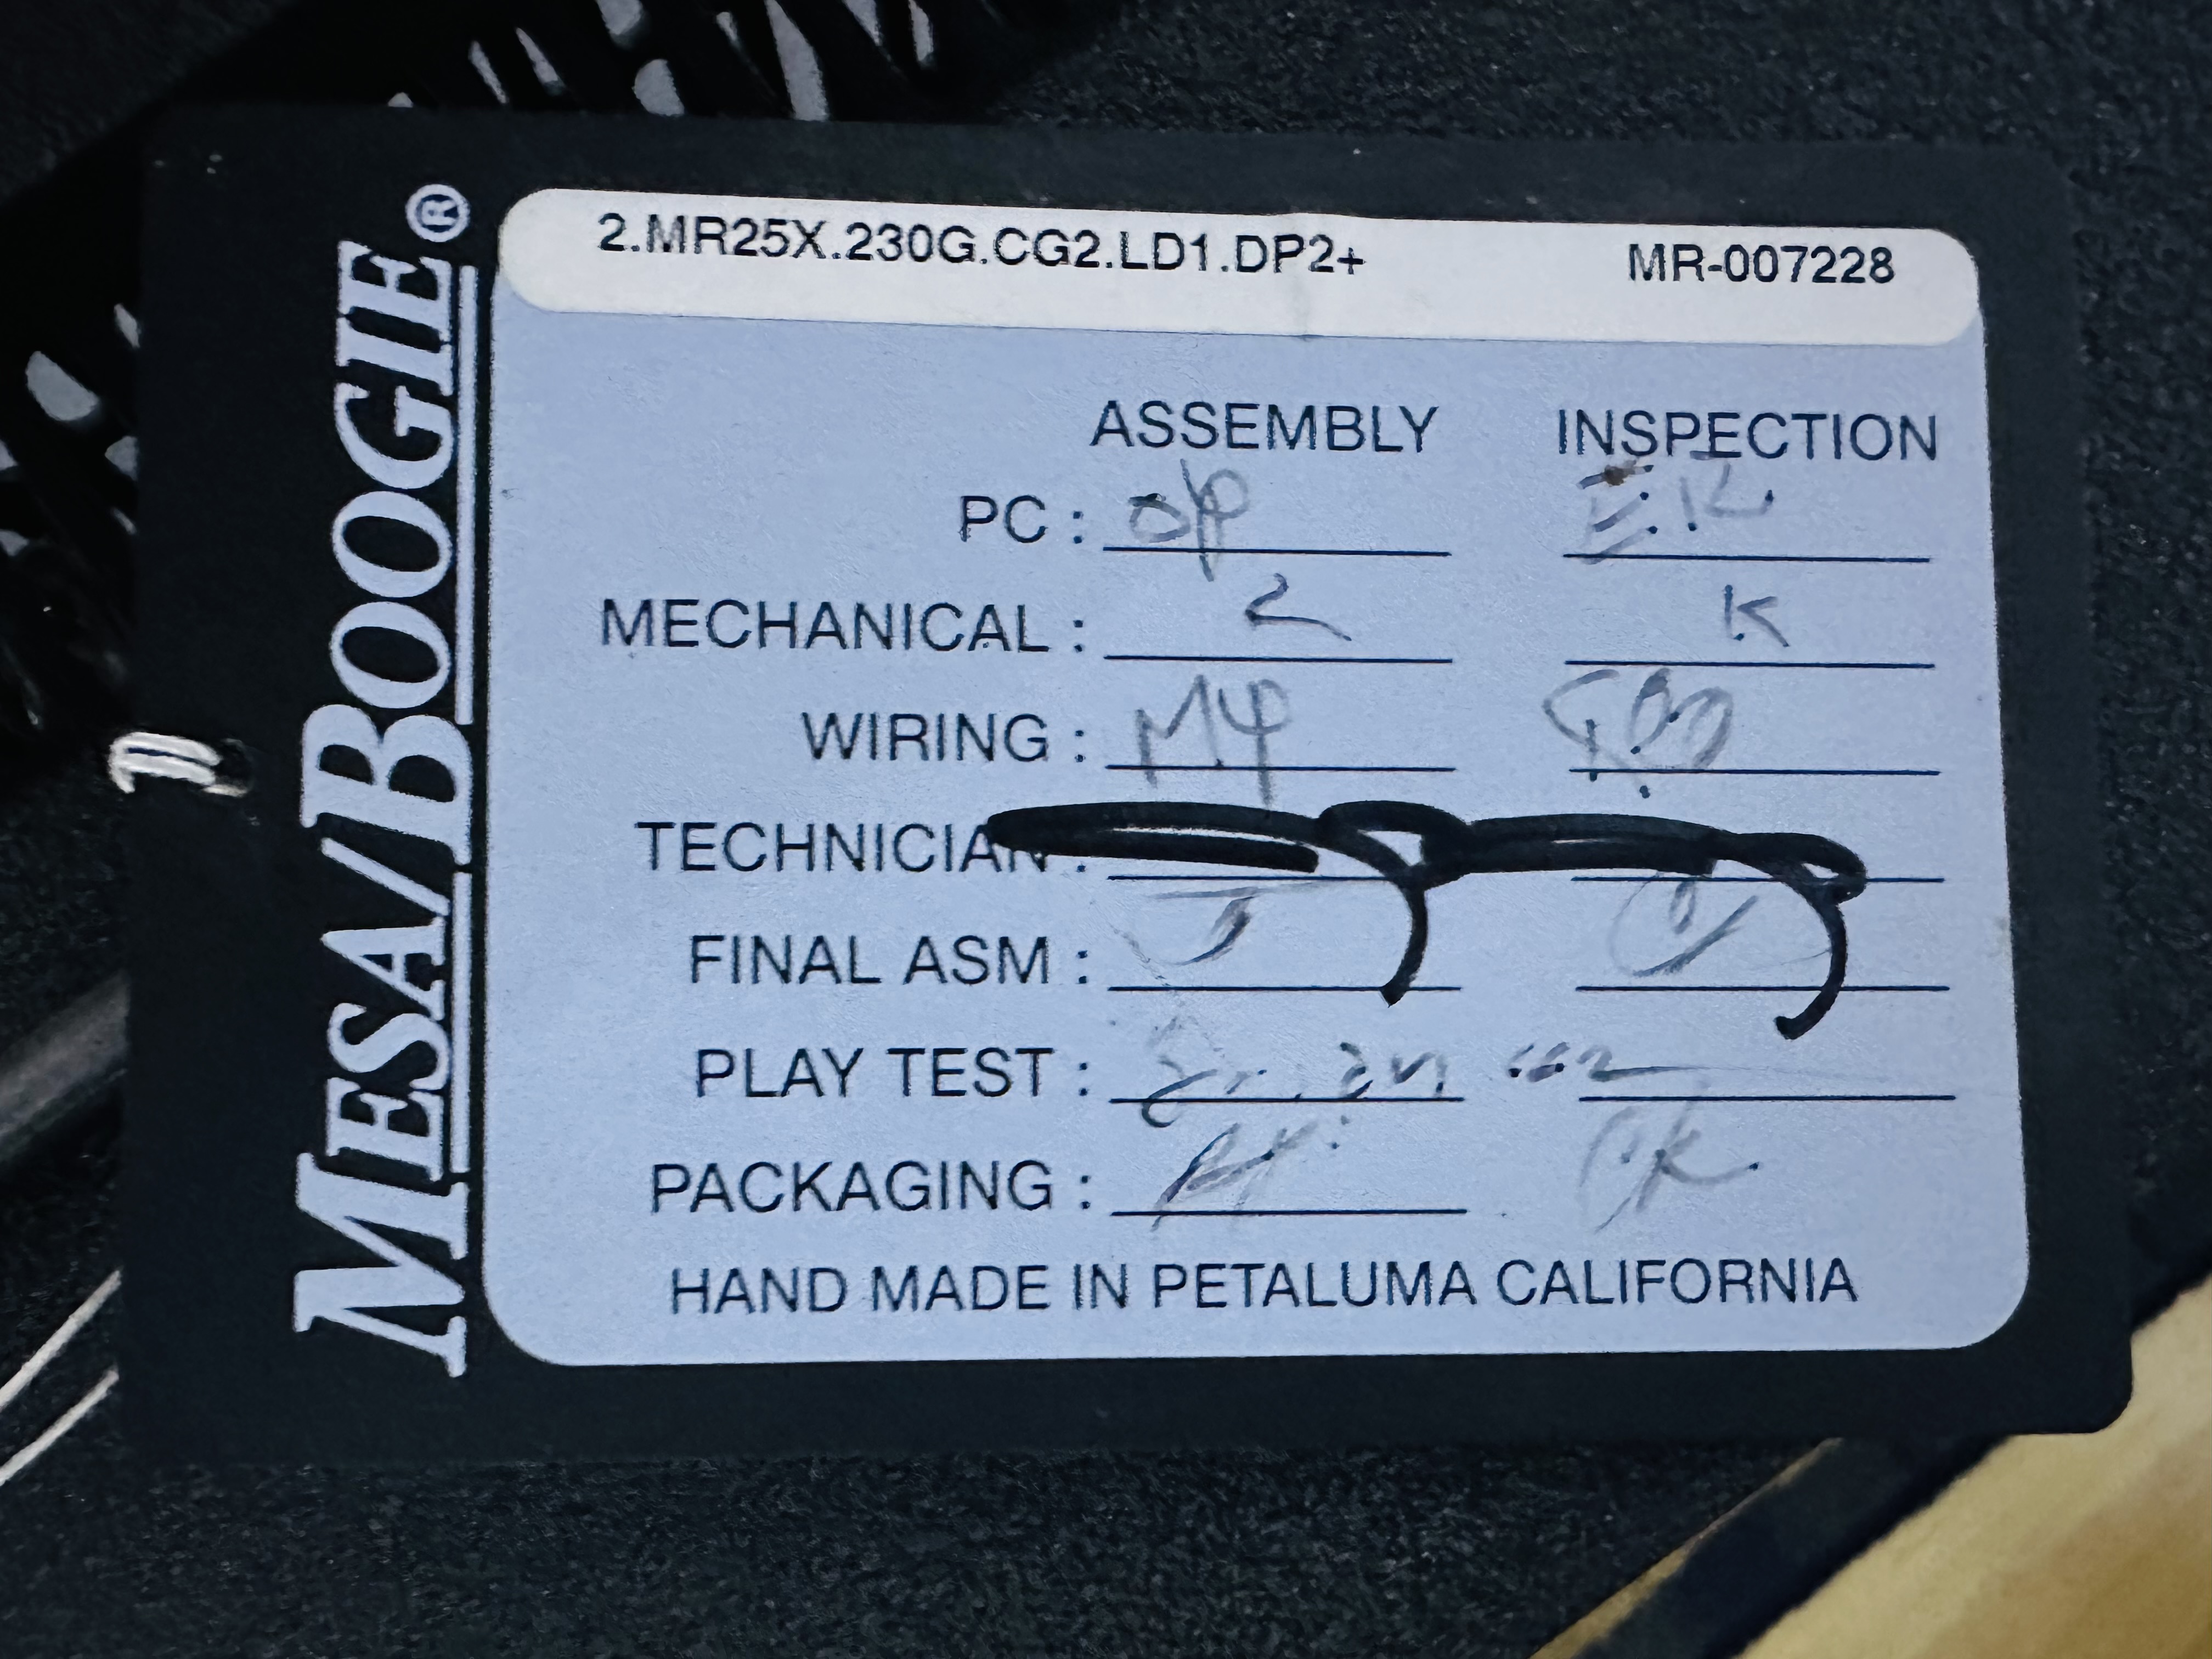 MESA/BOOGIE®
2.MR25X.230G.CG2.LD1.DP2+ MR-007228
ASSEMBLY INSPECTION
PC : E.R.
MECHANICAL : K
WIRING :
TECHNICIAN :
FINAL ASM :
PLAY TEST :
PACKAGING :
HAND MADE IN PETALUMA CALIFORNIA